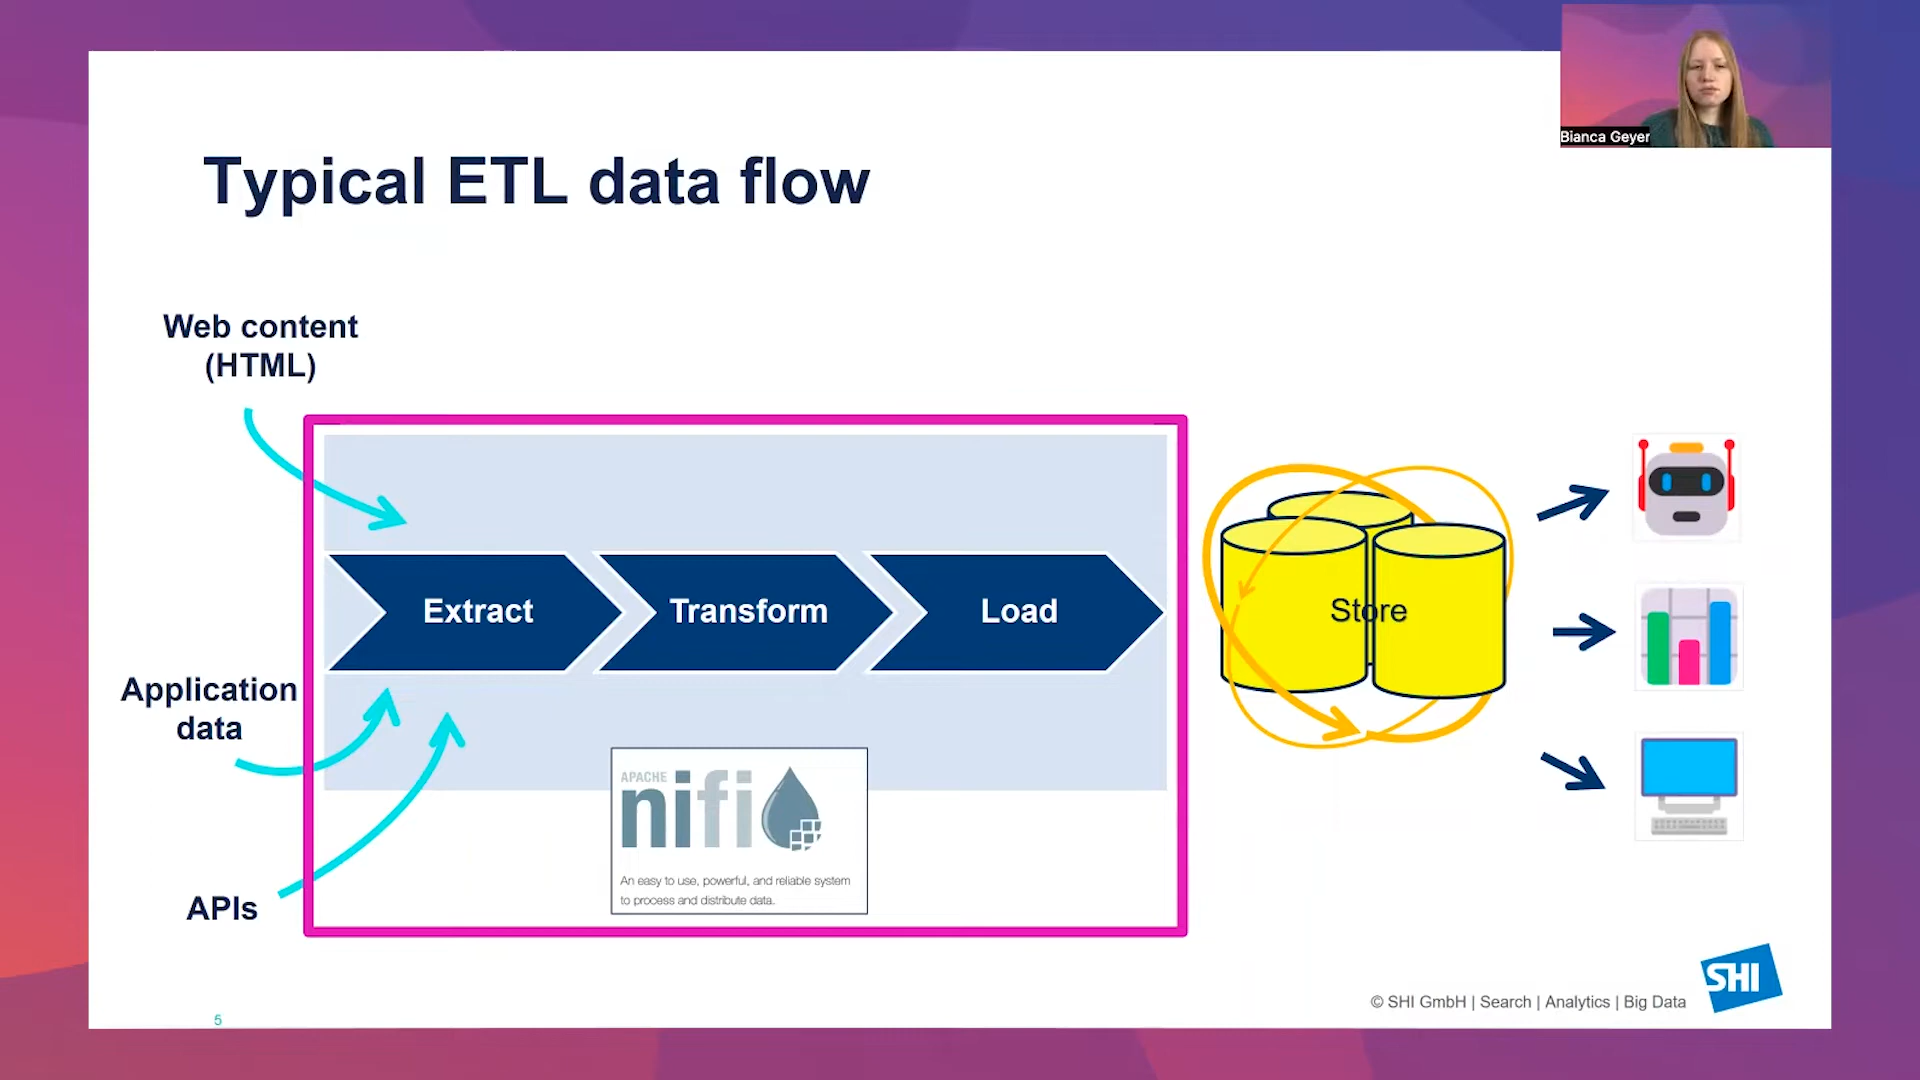 Bianca Geyer
Typical ETL data flow
Web content
(HTML)
Extract
Transform
Load
Store
Application
data
APIs
APACHE
nifi
An easy to use, powerful, and reliable system
to process and distribute data.
SHI
© SHI GmbH | Search | Analytics | Big Data
5